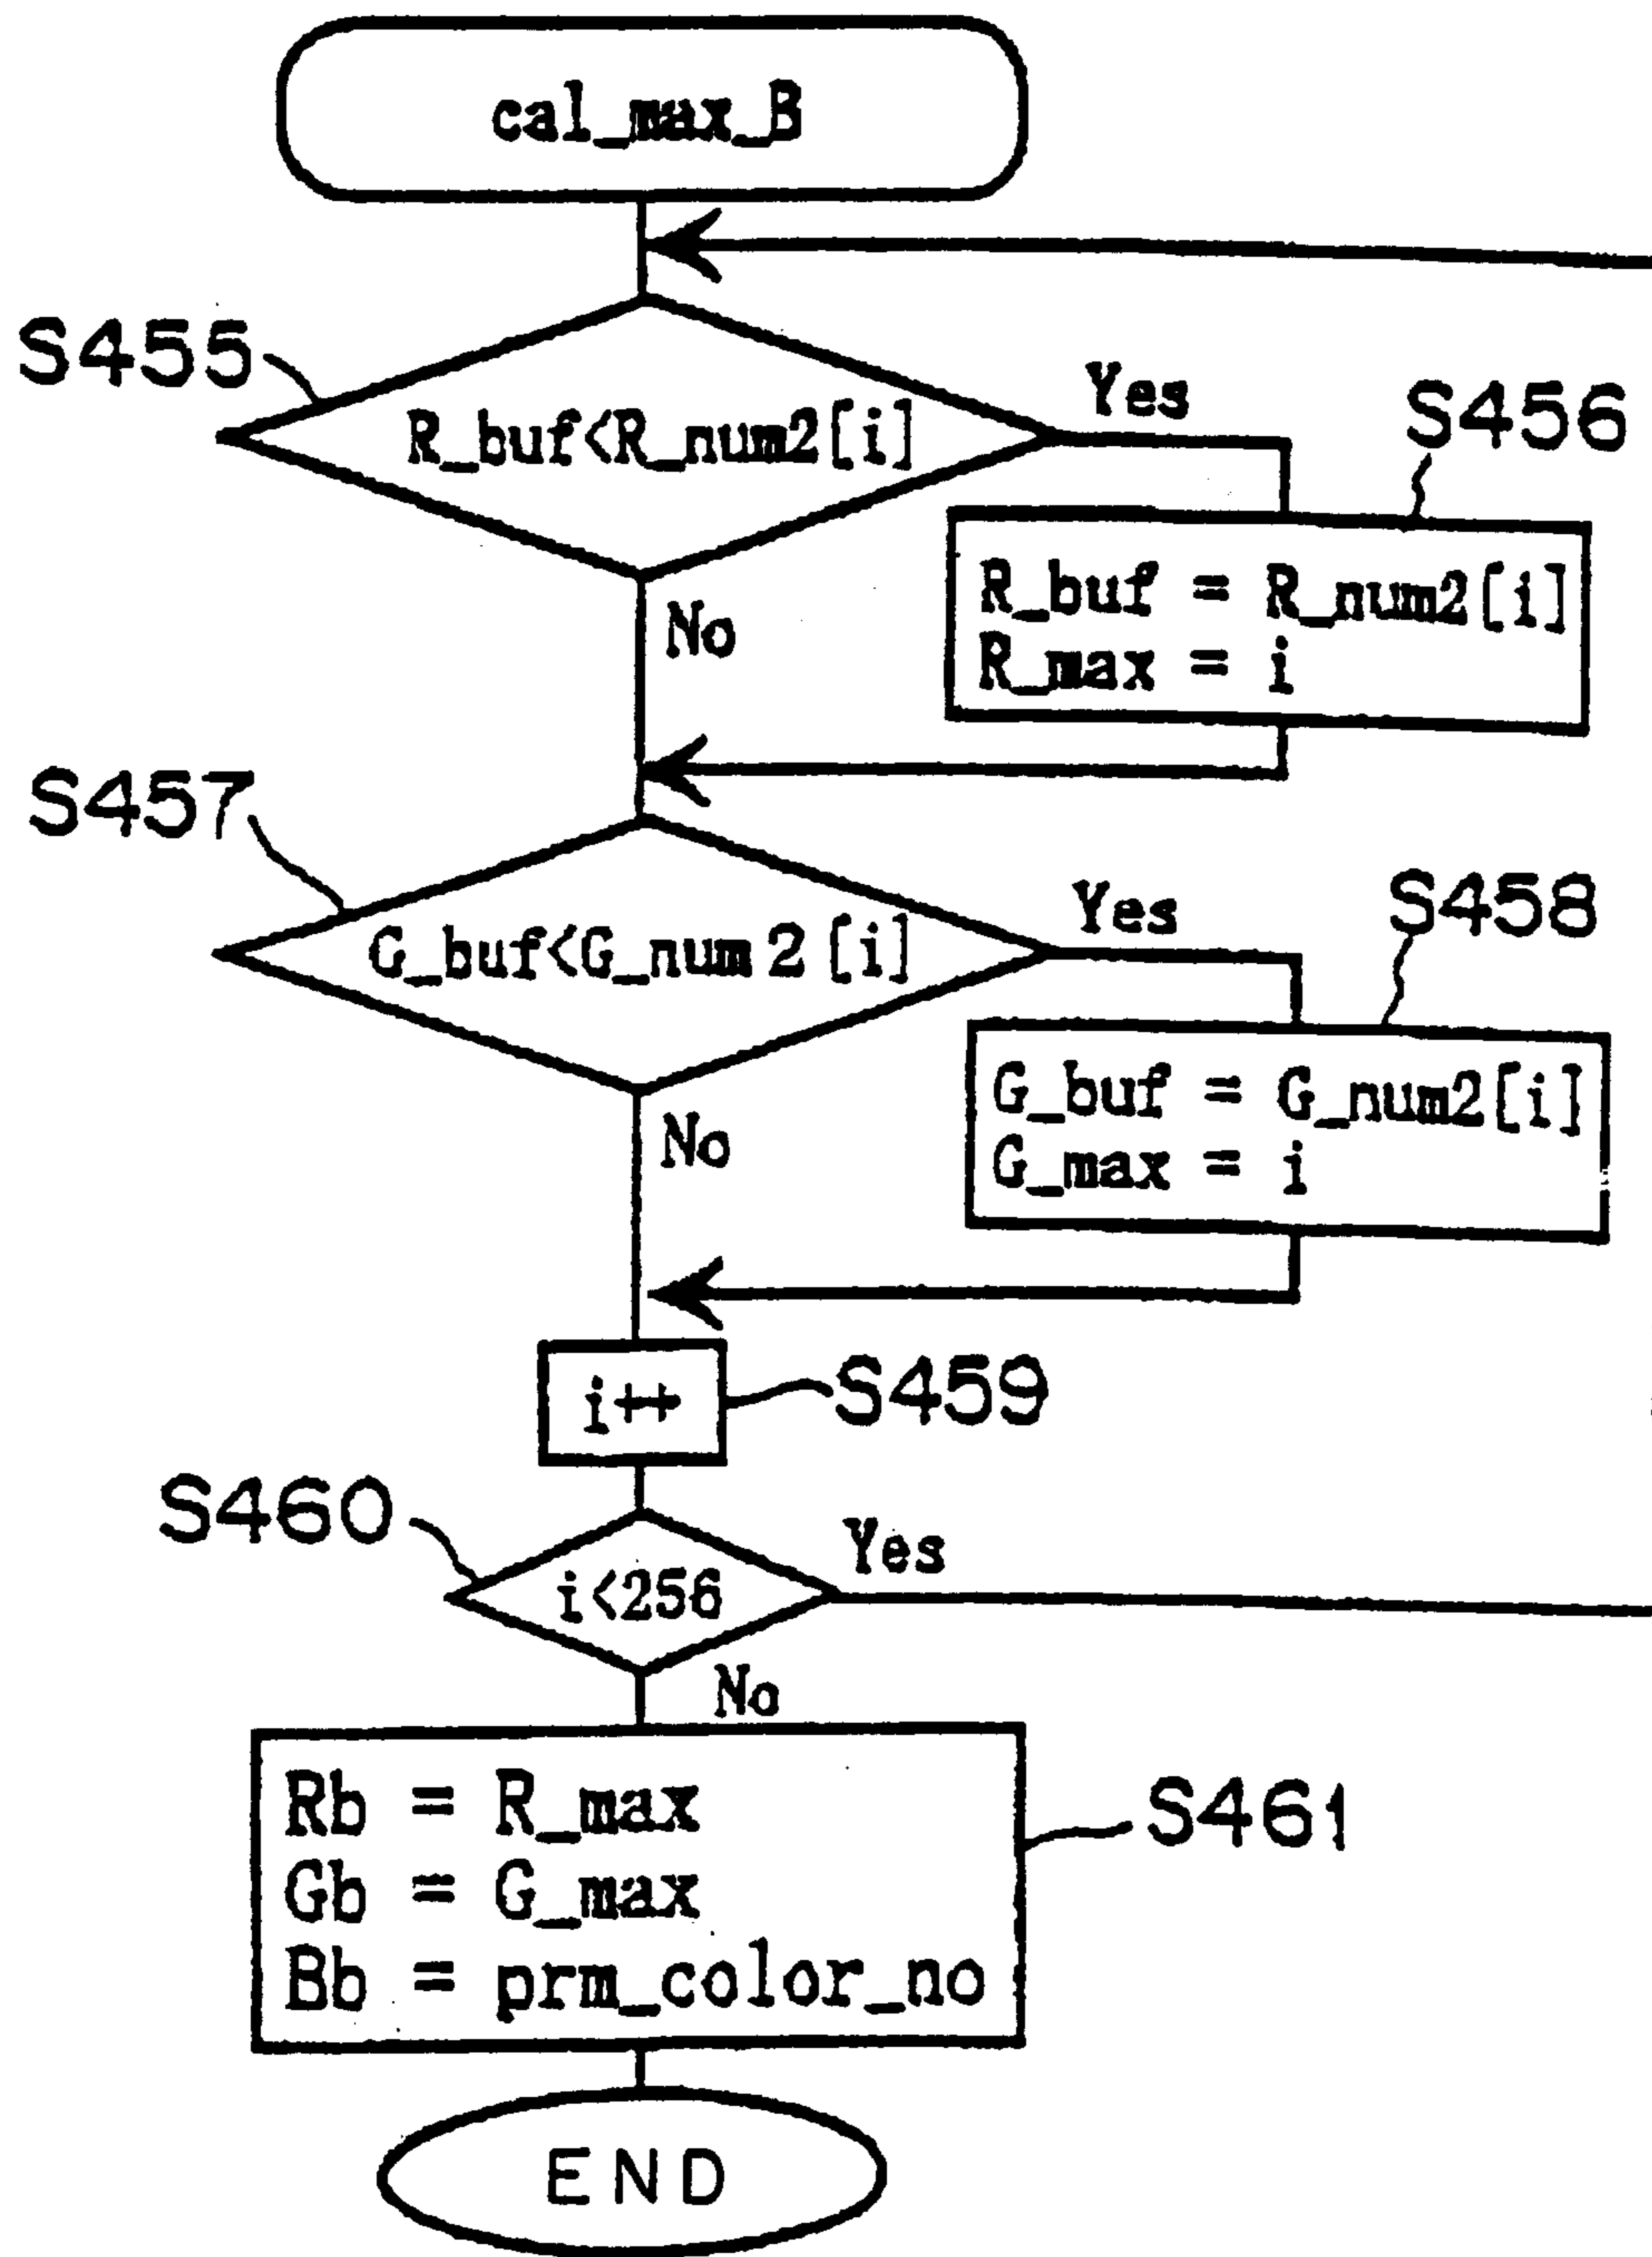 cal_max_B
S455
R_buf<R_num2[i]
Yes
S456
R_buf = R_num2[i]
R_max = i
No
S457
G_buf<G_num2[i]
Yes
S458
G_buf = G_num2[i]
G_max = i
No
i++
S459
S460
i<256
Yes
No
Rb = R_max
Gb = G_max
Bb = prm_color_no
S461
END